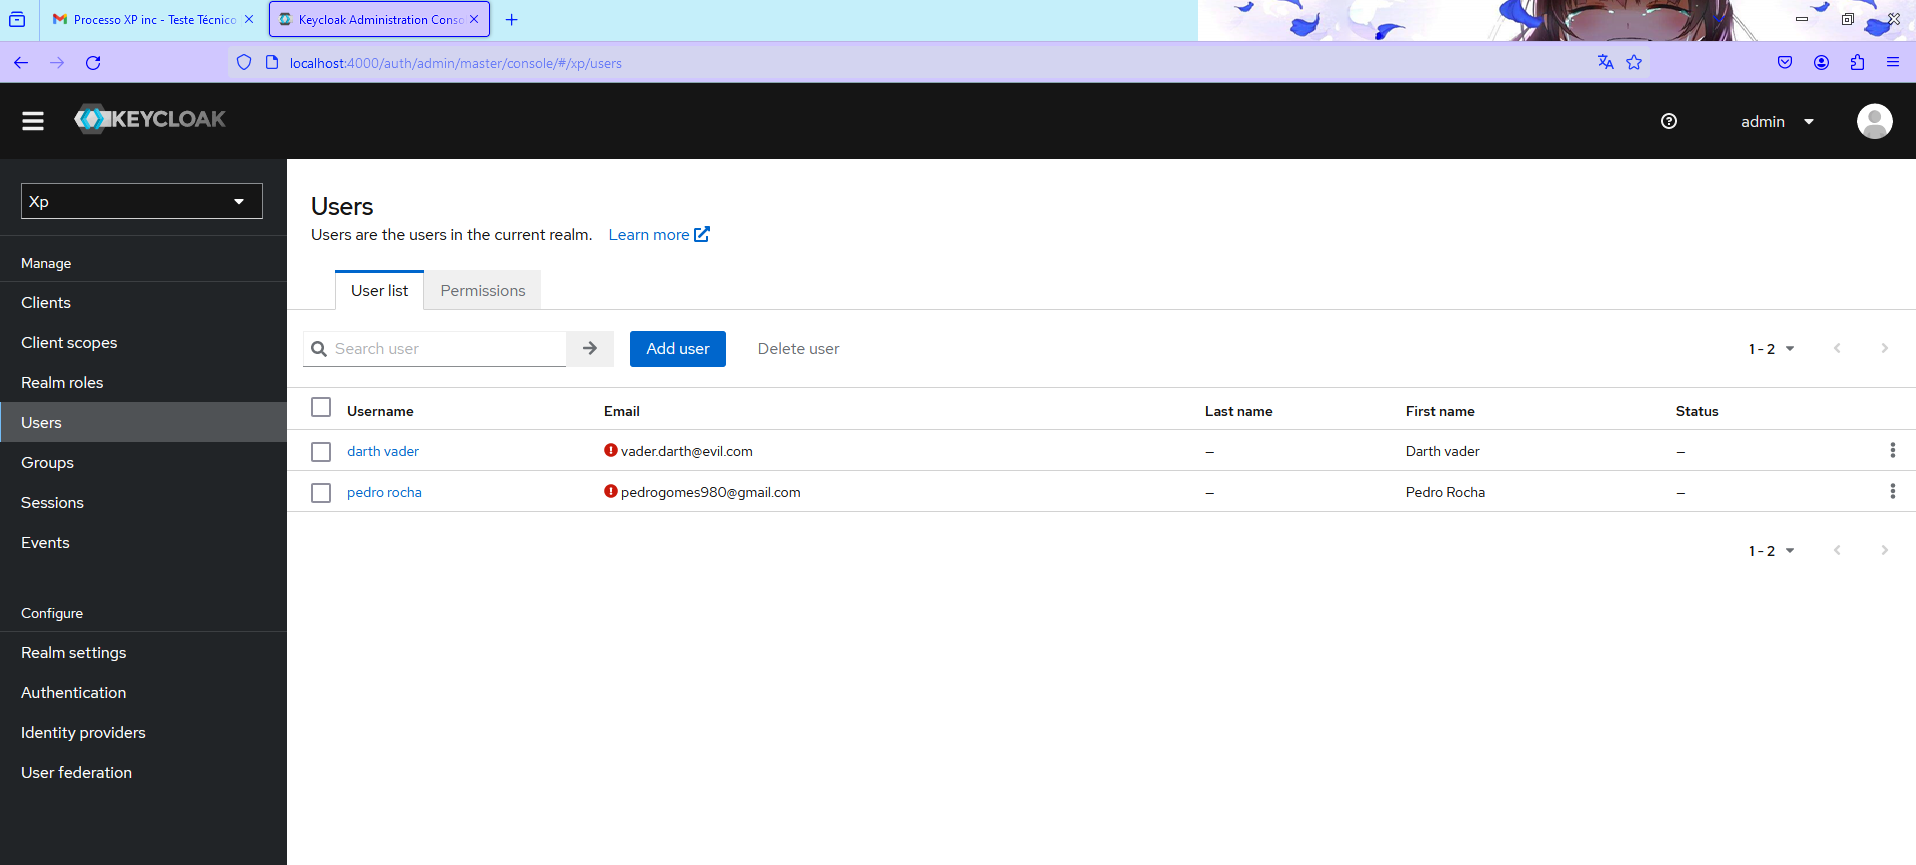 Processo XP inc - Teste Técnico
Keycloak Administration Conso
localhost:4000/auth/admin/master/console/#/xp/users
KEYCLOAK
admin
Xp
Manage
Clients
Client scopes
Realm roles
Users
Groups
Sessions
Events
Configure
Realm settings
Authentication
Identity providers
User federation
Users
Users are the users in the current realm. Learn more
User list Permissions
Search user Add user Delete user 1 - 2
Username Email Last name First name Status
darth vader vader.darth@evil.com – Darth vader –
pedro rocha pedrogomes980@gmail.com – Pedro Rocha –
1 - 2